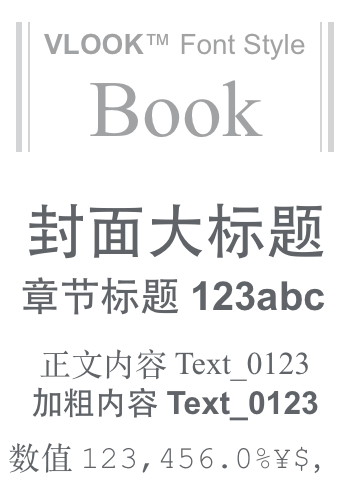 VLOOK™ Font Style
Book
封面大标题
章节标题 123abc
正文内容 Text_0123
加粗内容 Text_0123
数值 123,456.0%¥$,